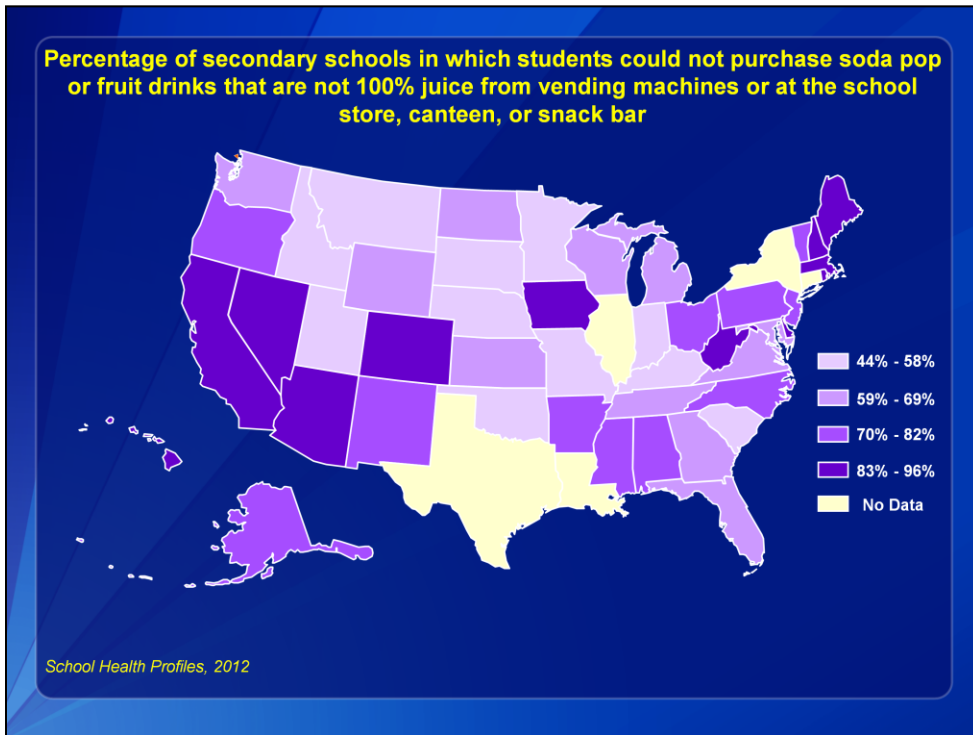 Percentage of secondary schools in which students could not purchase soda pop
or fruit drinks that are not 100% juice from vending machines or at the school
store, canteen, or snack bar
44% - 58%
59% - 69%
70% - 82%
83% - 96%
No Data
School Health Profiles, 2012